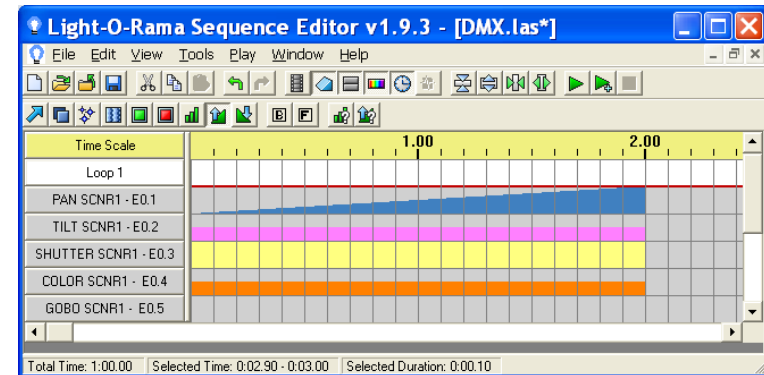 Light-O-Rama Sequence Editor v1.9.3 - [DMX.las*]
File Edit View Tools Play Window Help
B F
Time Scale 1.00 2.00
Loop 1
PAN SCNR1 - E0.1
TILT SCNR1 - E0.2
SHUTTER SCNR1 - E0.3
COLOR SCNR1 - E0.4
GOBO SCNR1 - E0.5
Total Time: 1:00.00 Selected Time: 0:02.90 - 0:03.00 Selected Duration: 0:00.10